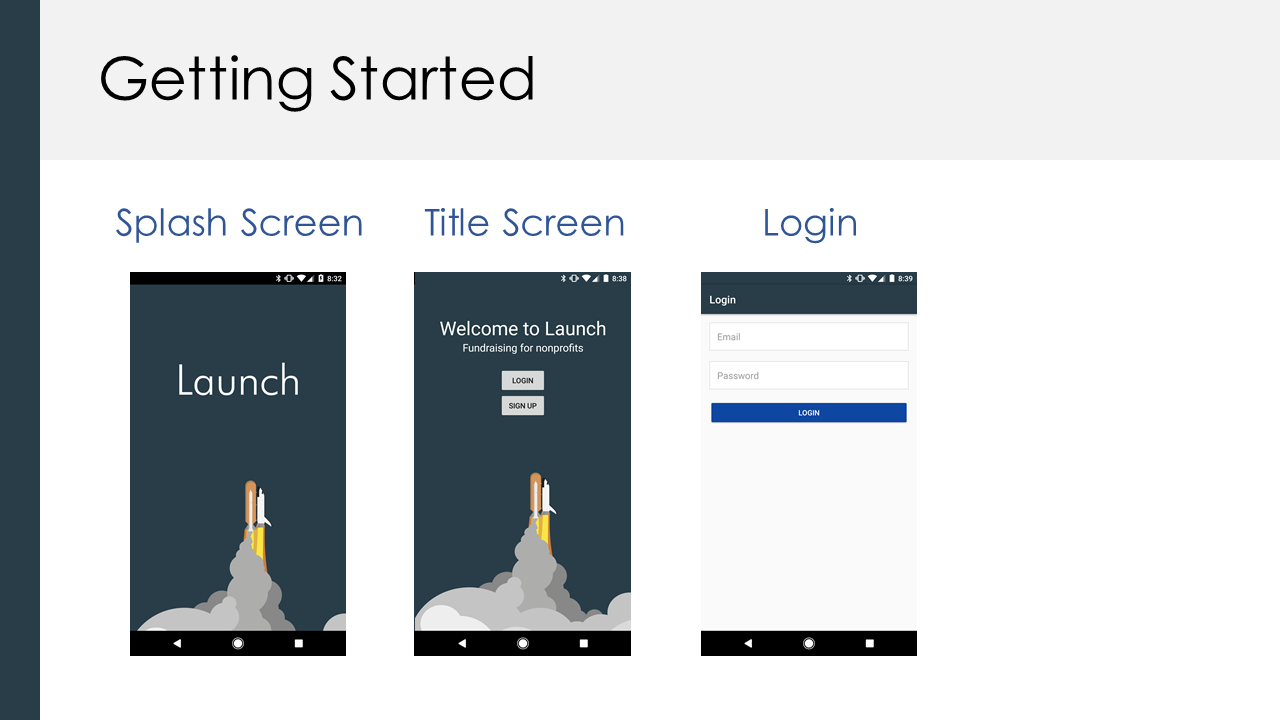 Getting Started
Splash Screen
Title Screen
Login
8:32
Launch
8:38
Welcome to Launch
Fundraising for nonprofits
LOGIN
SIGN UP
8:39
Login
Email
Password
LOGIN